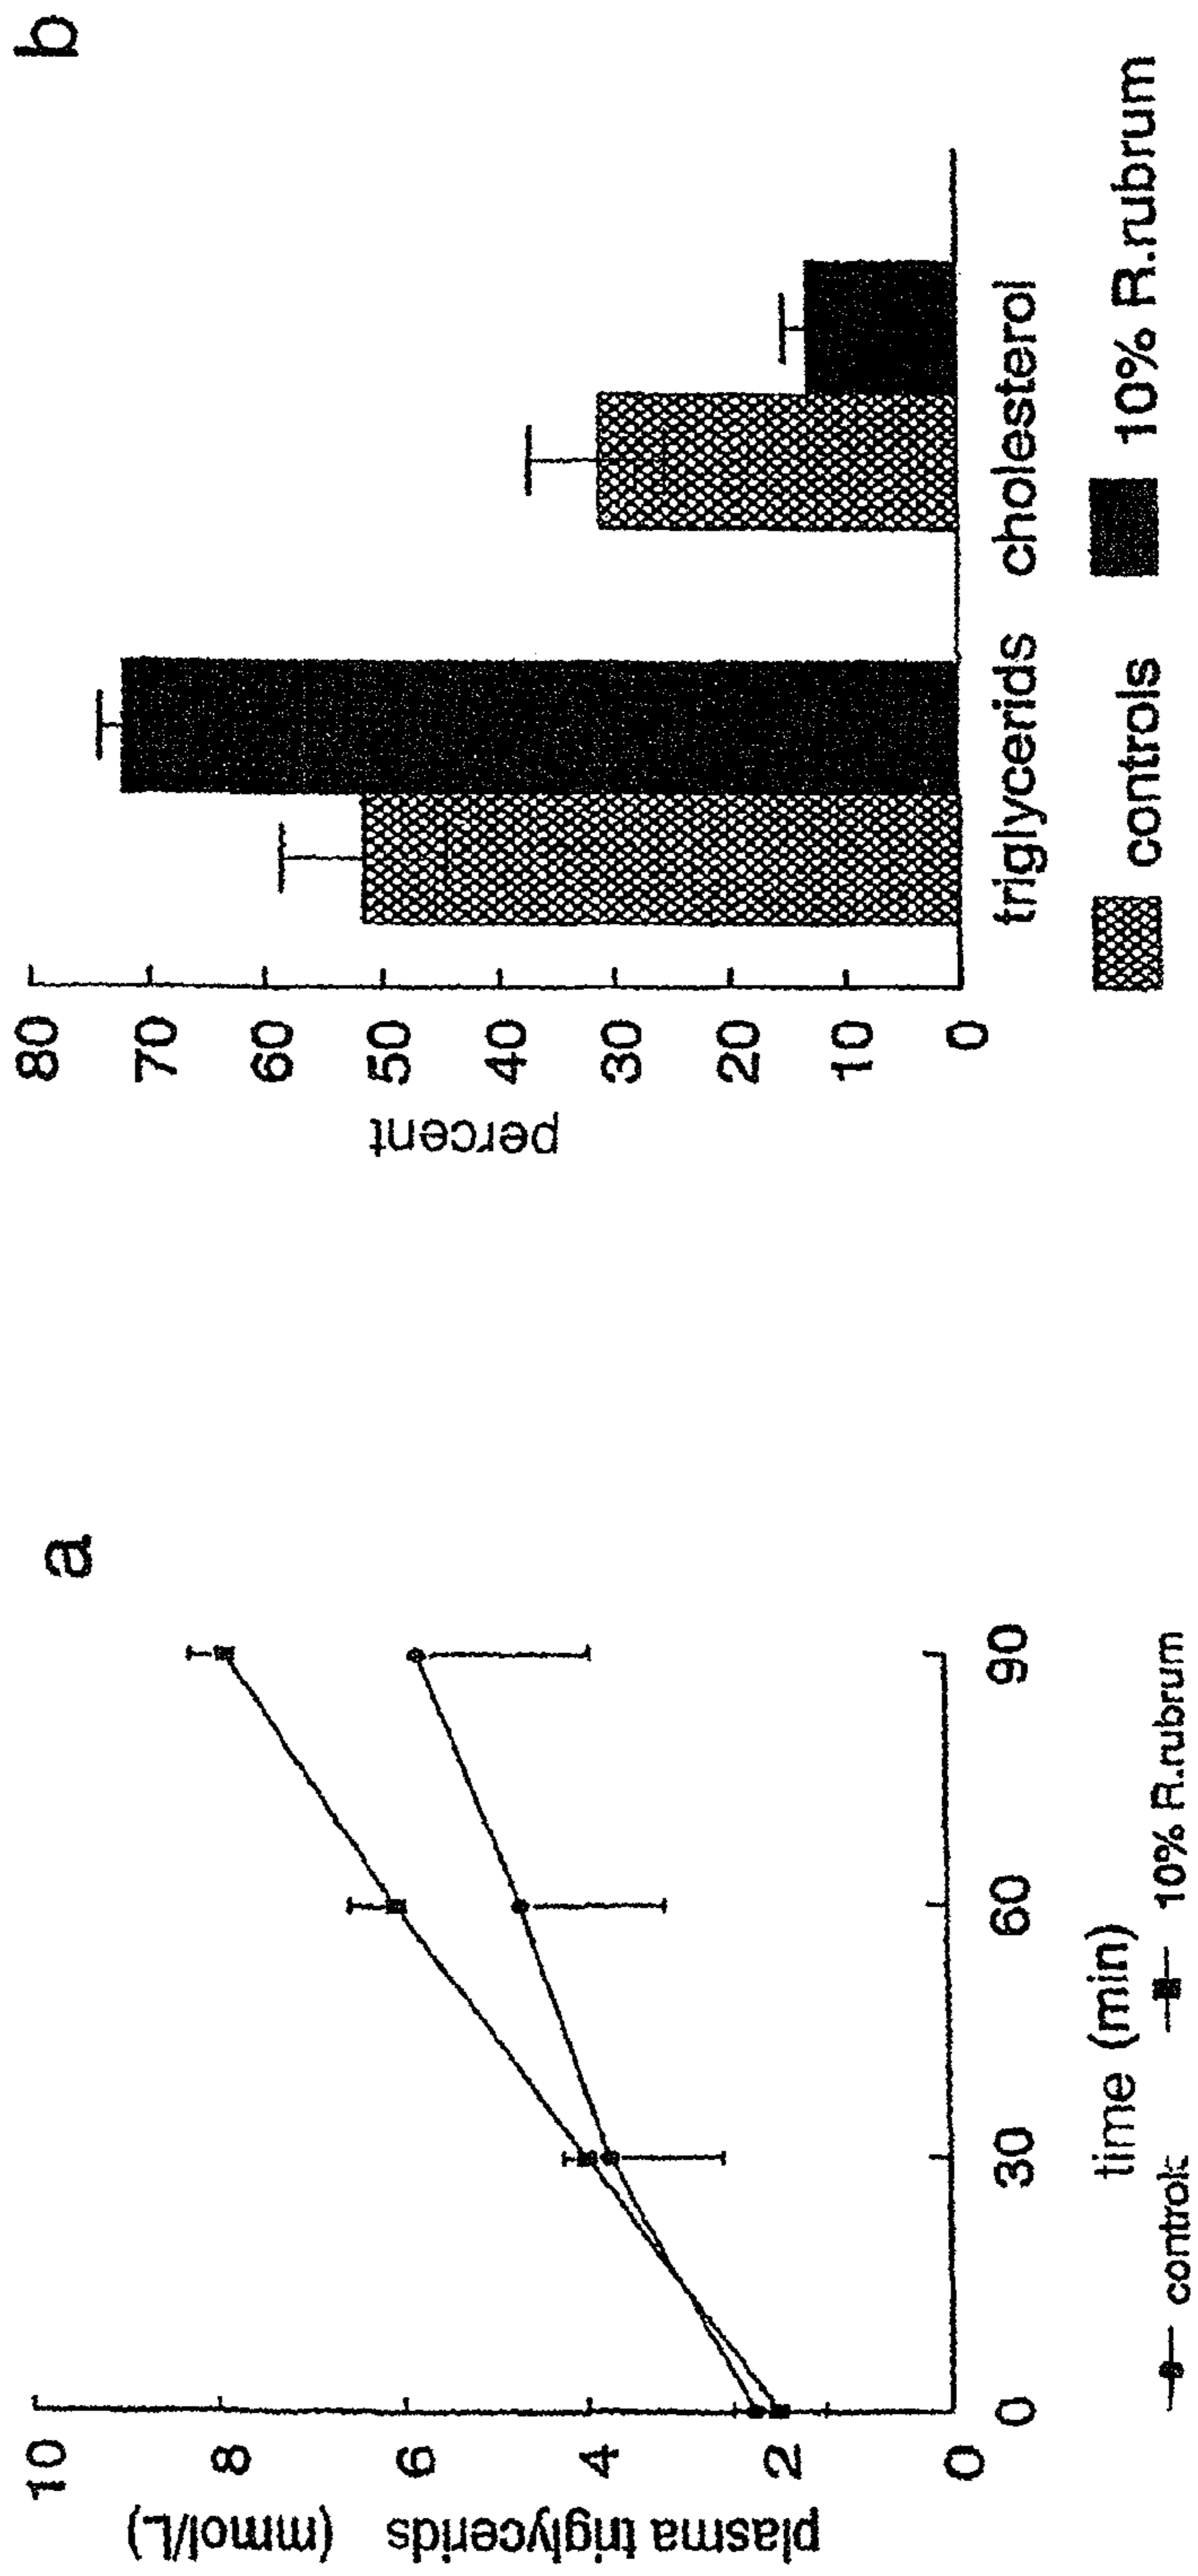 a
plasma triglycerids (mmol/L)
10
8
6
4
2
0
0 30 60 90
time (min)
controls 10% R.rubrum
b
percent
80
70
60
50
40
30
20
10
0
triglycerids cholesterol
controls 10% R.rubrum